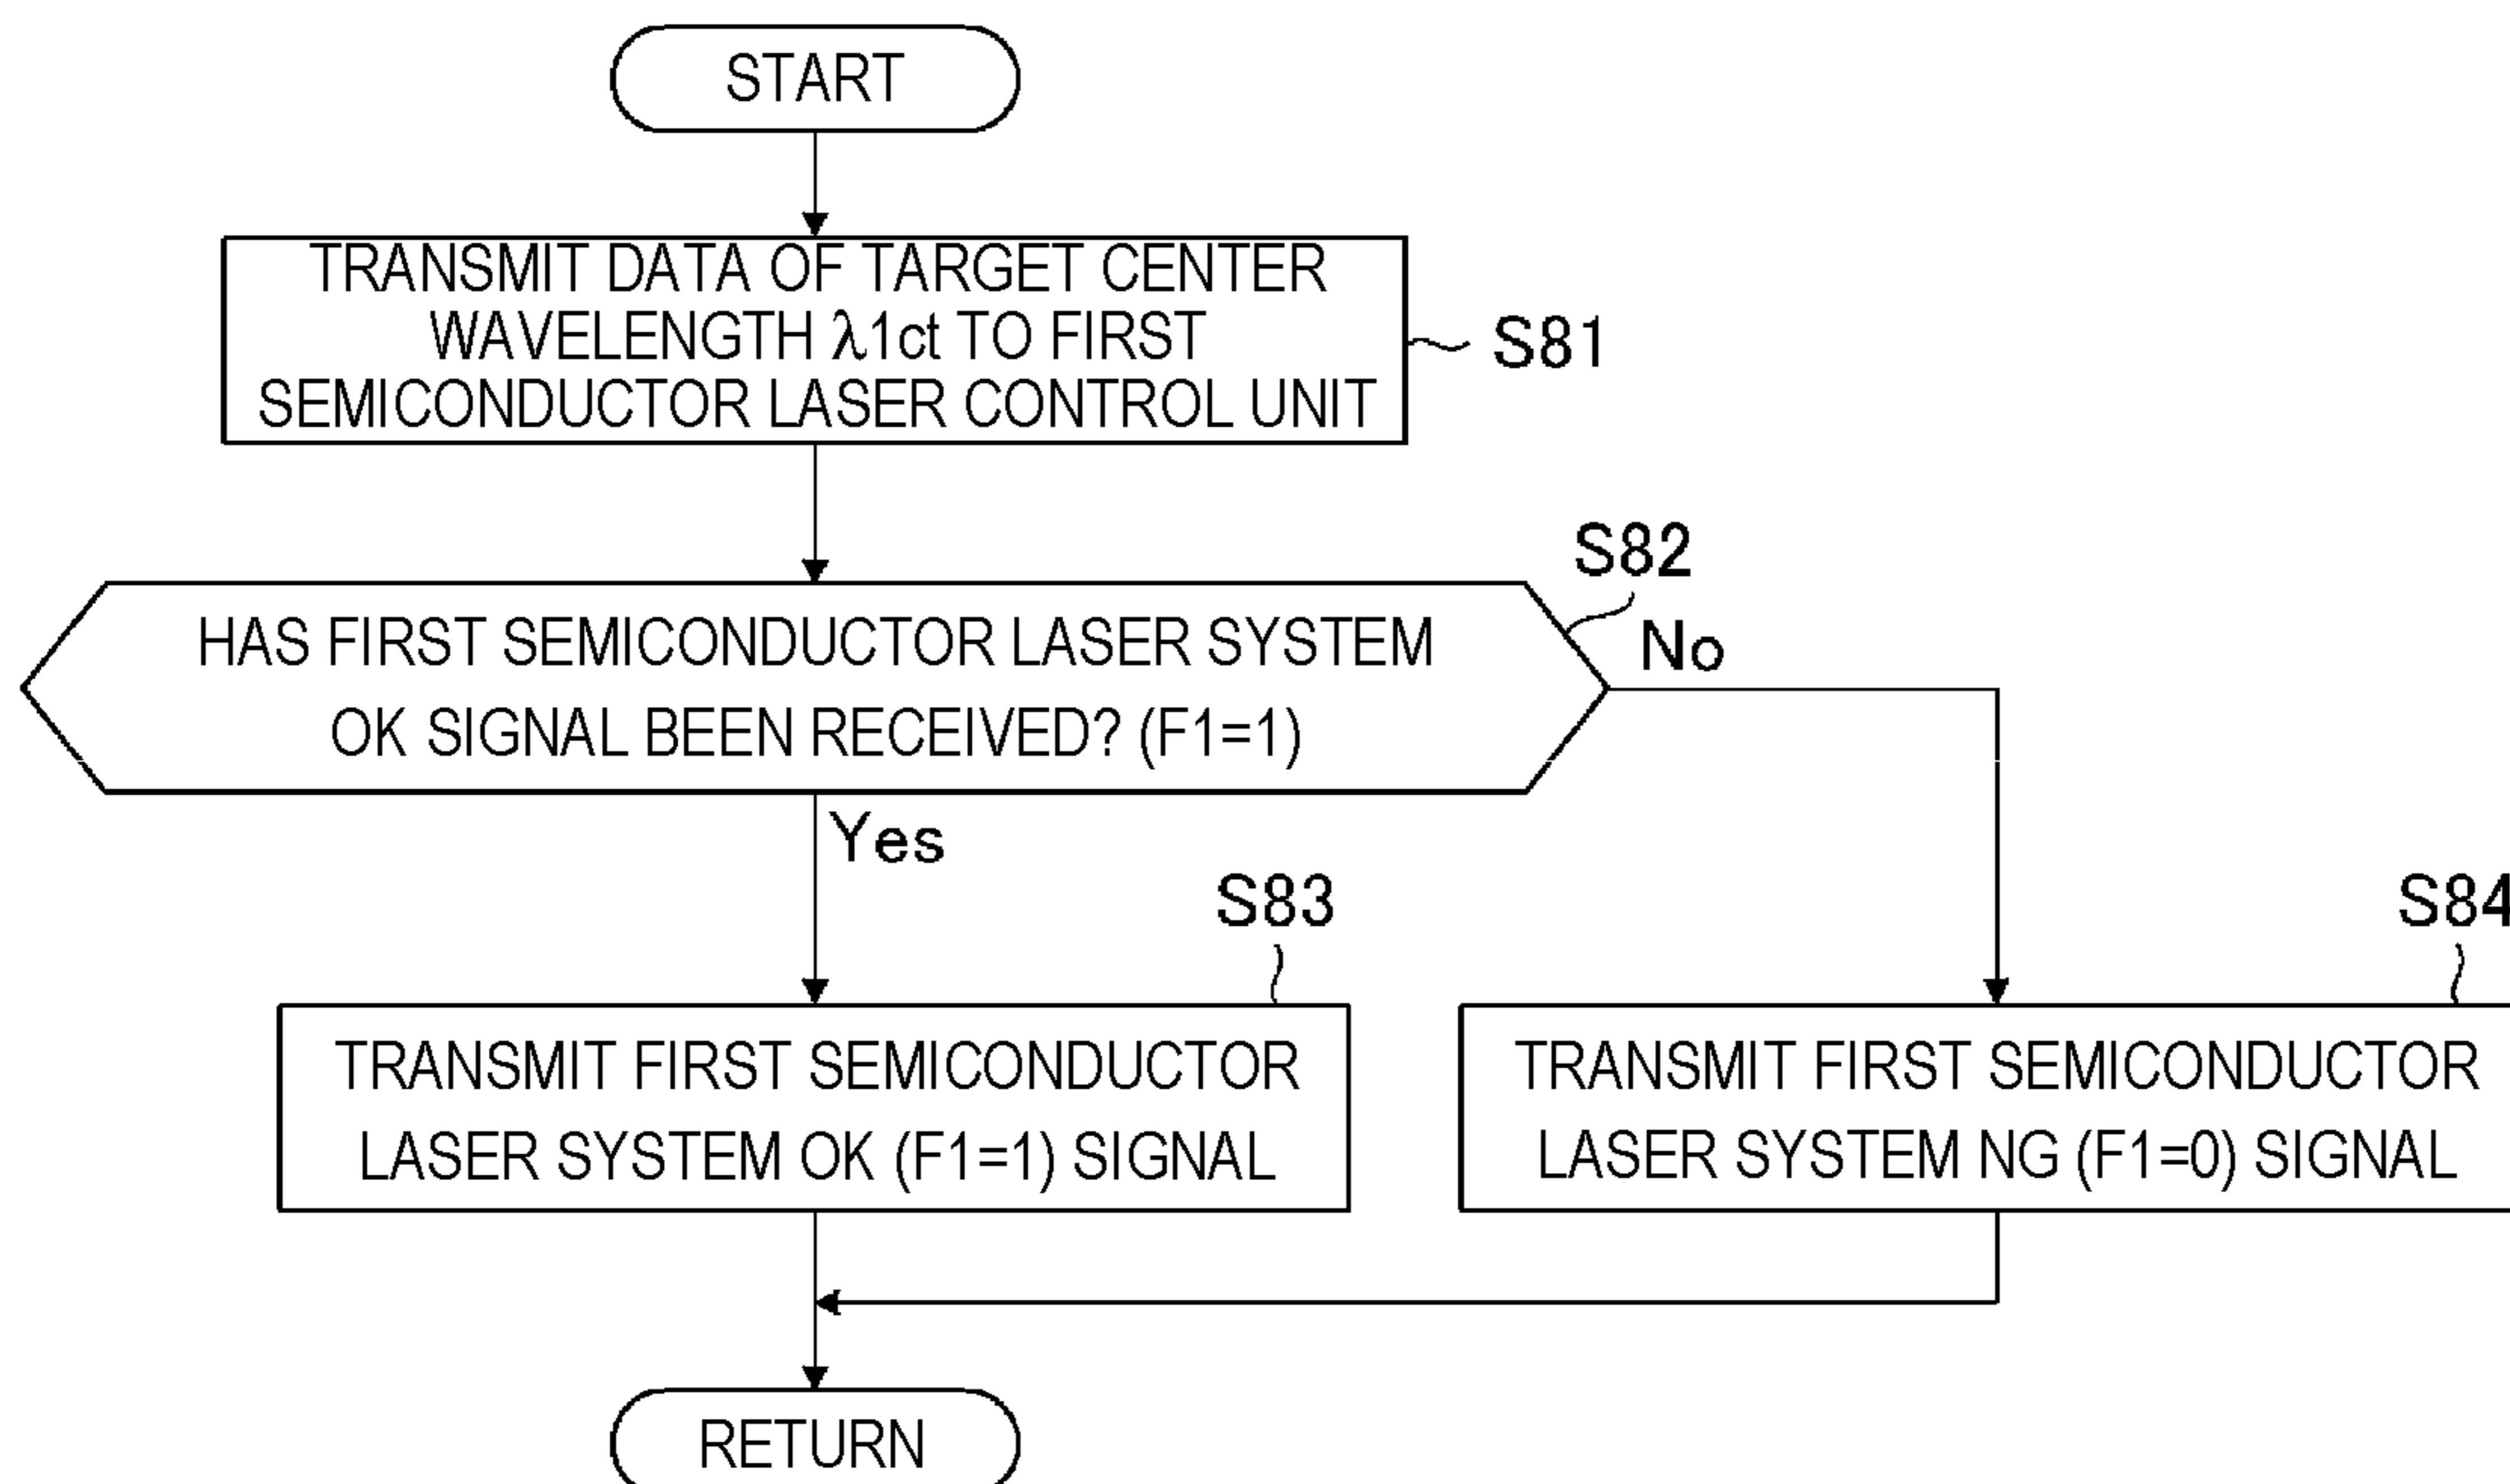 START
TRANSMIT DATA OF TARGET CENTER
WAVELENGTH λ1ct TO FIRST
SEMICONDUCTOR LASER CONTROL UNIT
S81
S82
HAS FIRST SEMICONDUCTOR LASER SYSTEM
OK SIGNAL BEEN RECEIVED? (F1=1)
No
Yes
S83
S84
TRANSMIT FIRST SEMICONDUCTOR
LASER SYSTEM OK (F1=1) SIGNAL
TRANSMIT FIRST SEMICONDUCTOR
LASER SYSTEM NG (F1=0) SIGNAL
RETURN